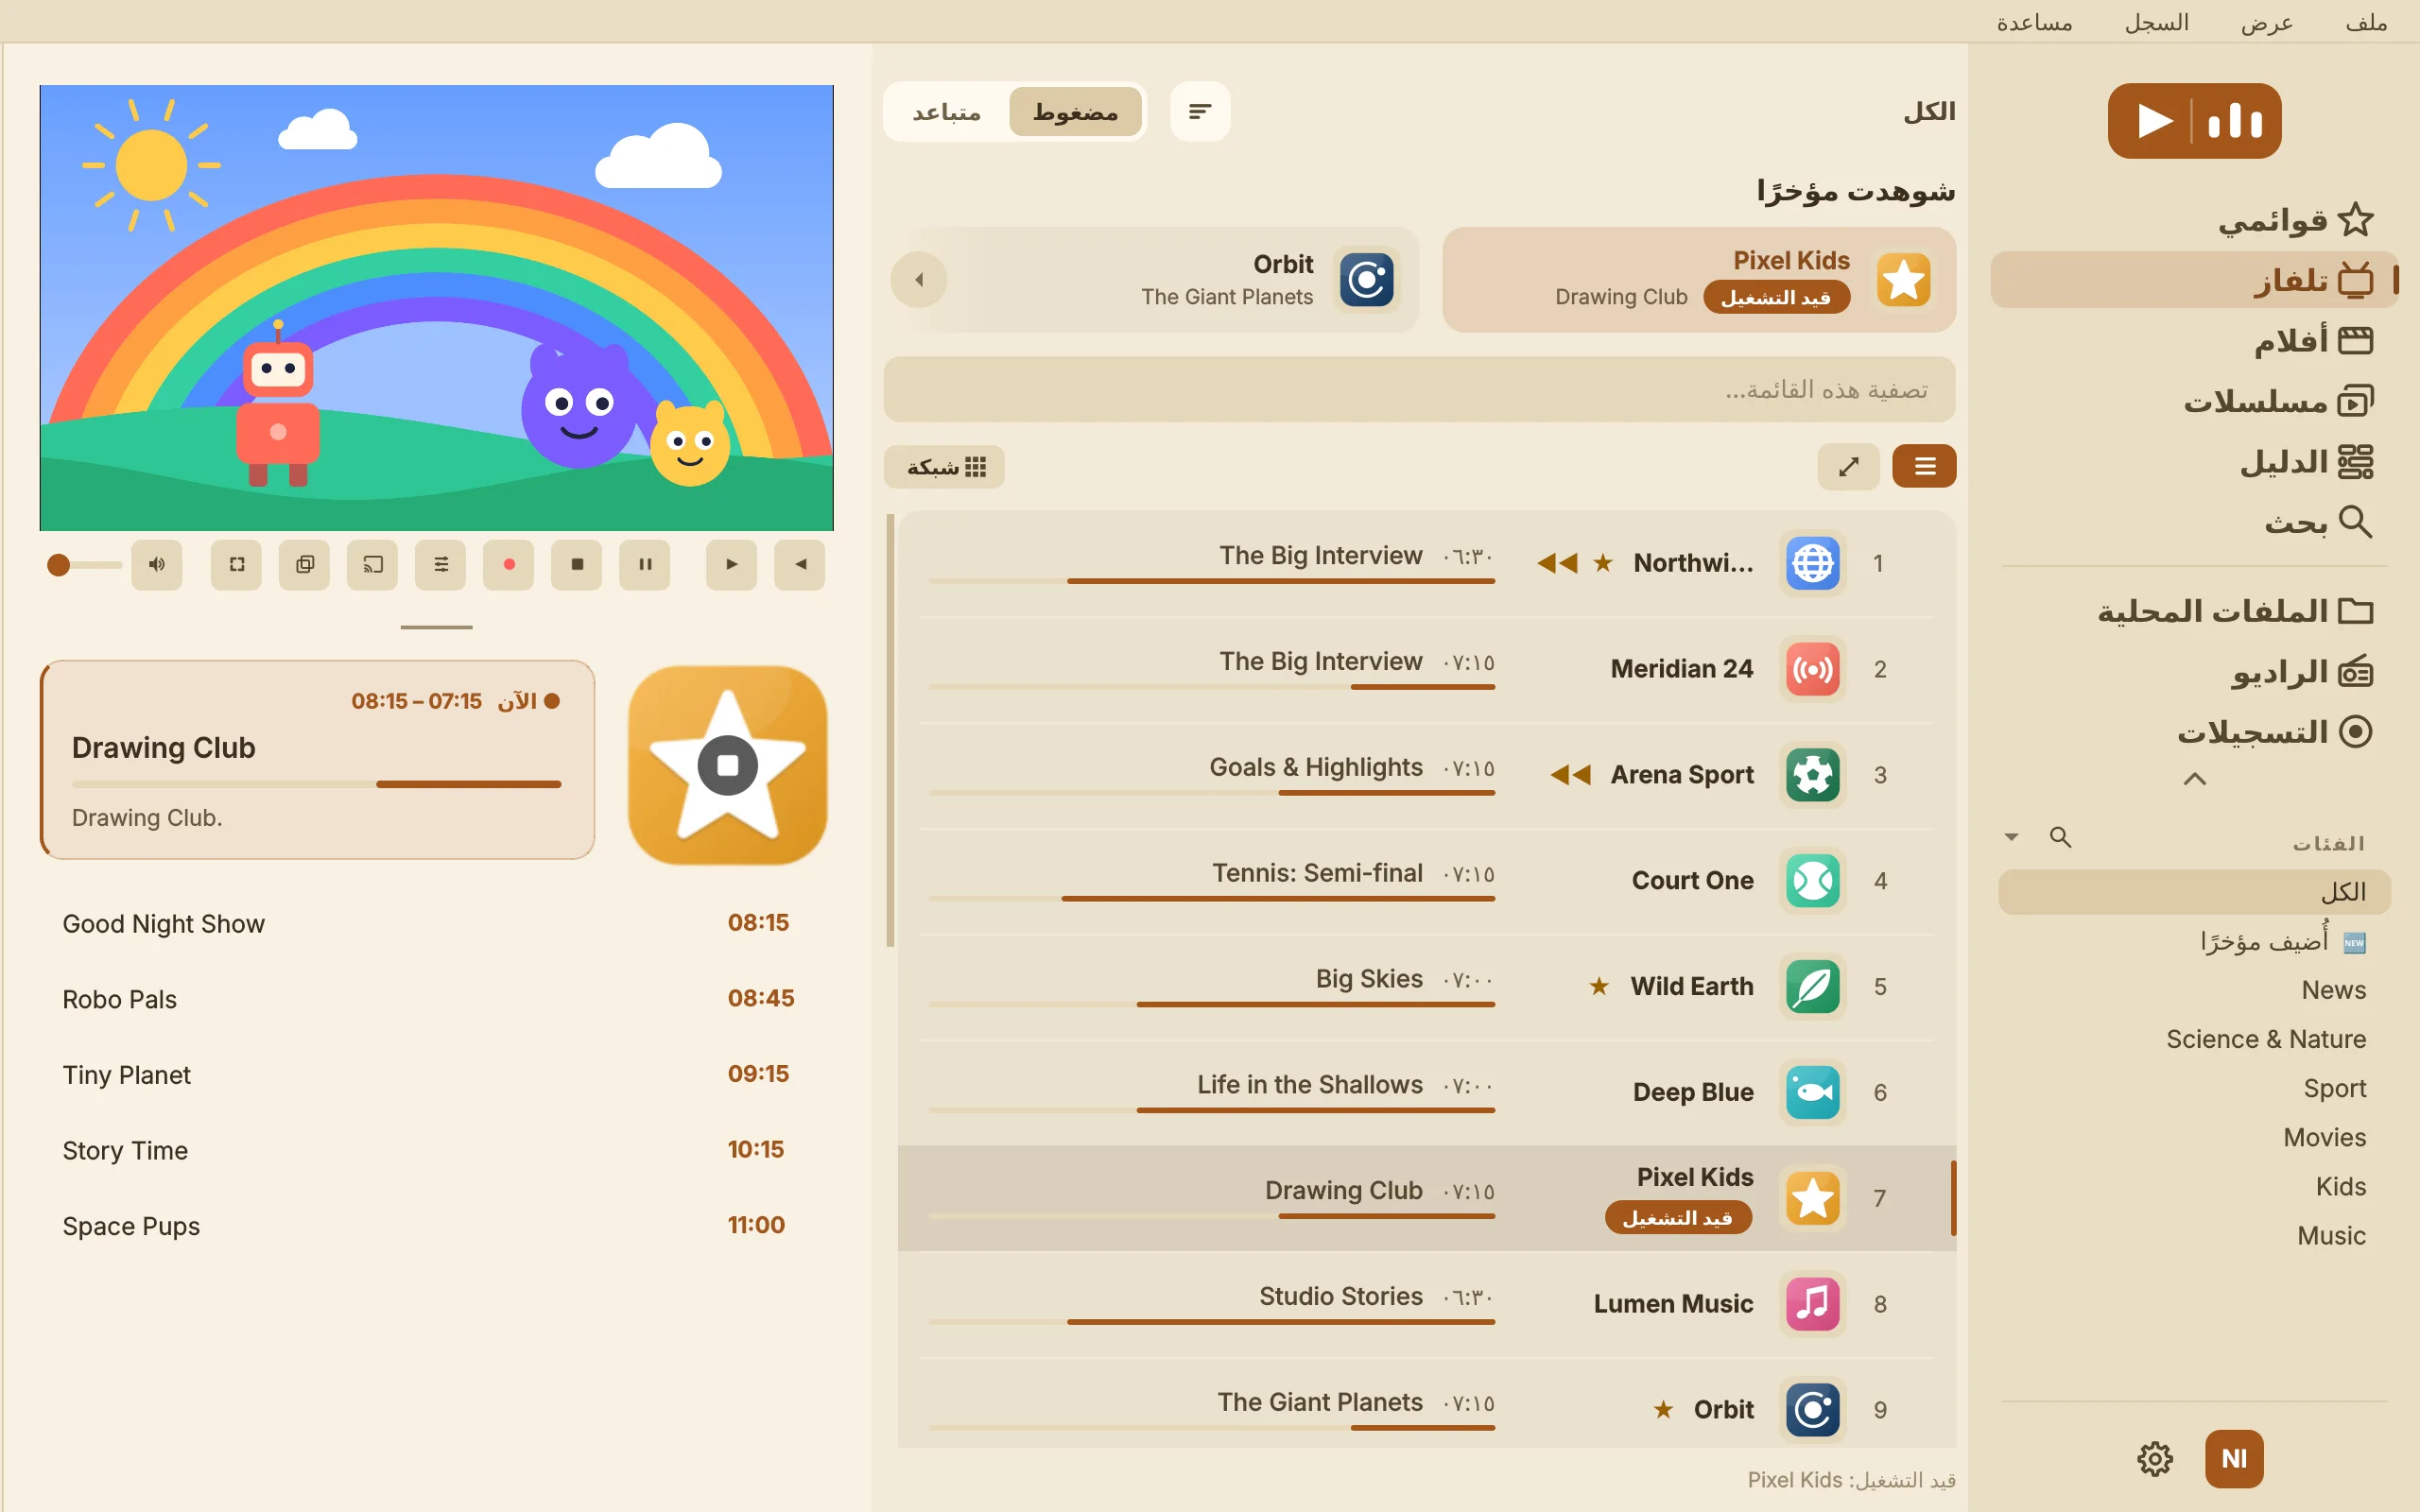 ملف عرض السجل مساعدة
قوائمي
تلفاز
أفلام
مسلسلات
الدليل
بحث
الملفات المحلية
الراديو
التسجيلات
الفئات
الكل
NEW أُضيف مؤخرًا
News
Science & Nature
Sport
Movies
Kids
Music
NI
الكل
مضغوط متباعد
شوهدت مؤخرًا
Pixel Kids
قيد التشغيل Drawing Club
Orbit
The Giant Planets
تصفية هذه القائمة...
شبكة
1 Northwi... ٠٦:٣٠ The Big Interview
2 Meridian 24 ٠٧:١٥ The Big Interview
3 Arena Sport ٠٧:١٥ Goals & Highlights
4 Court One ٠٧:١٥ Tennis: Semi-final
5 Wild Earth ٠٧:٠٠ Big Skies
6 Deep Blue ٠٧:٠٠ Life in the Shallows
7 Pixel Kids ٠٧:١٥ Drawing Club
قيد التشغيل
8 Lumen Music ٠٦:٣٠ Studio Stories
9 Orbit ٠٧:١٥ The Giant Planets
قيد التشغيل: Pixel Kids
الآن 07:15 – 08:15
Drawing Club
Drawing Club.
08:15 Good Night Show
08:45 Robo Pals
09:15 Tiny Planet
10:15 Story Time
11:00 Space Pups